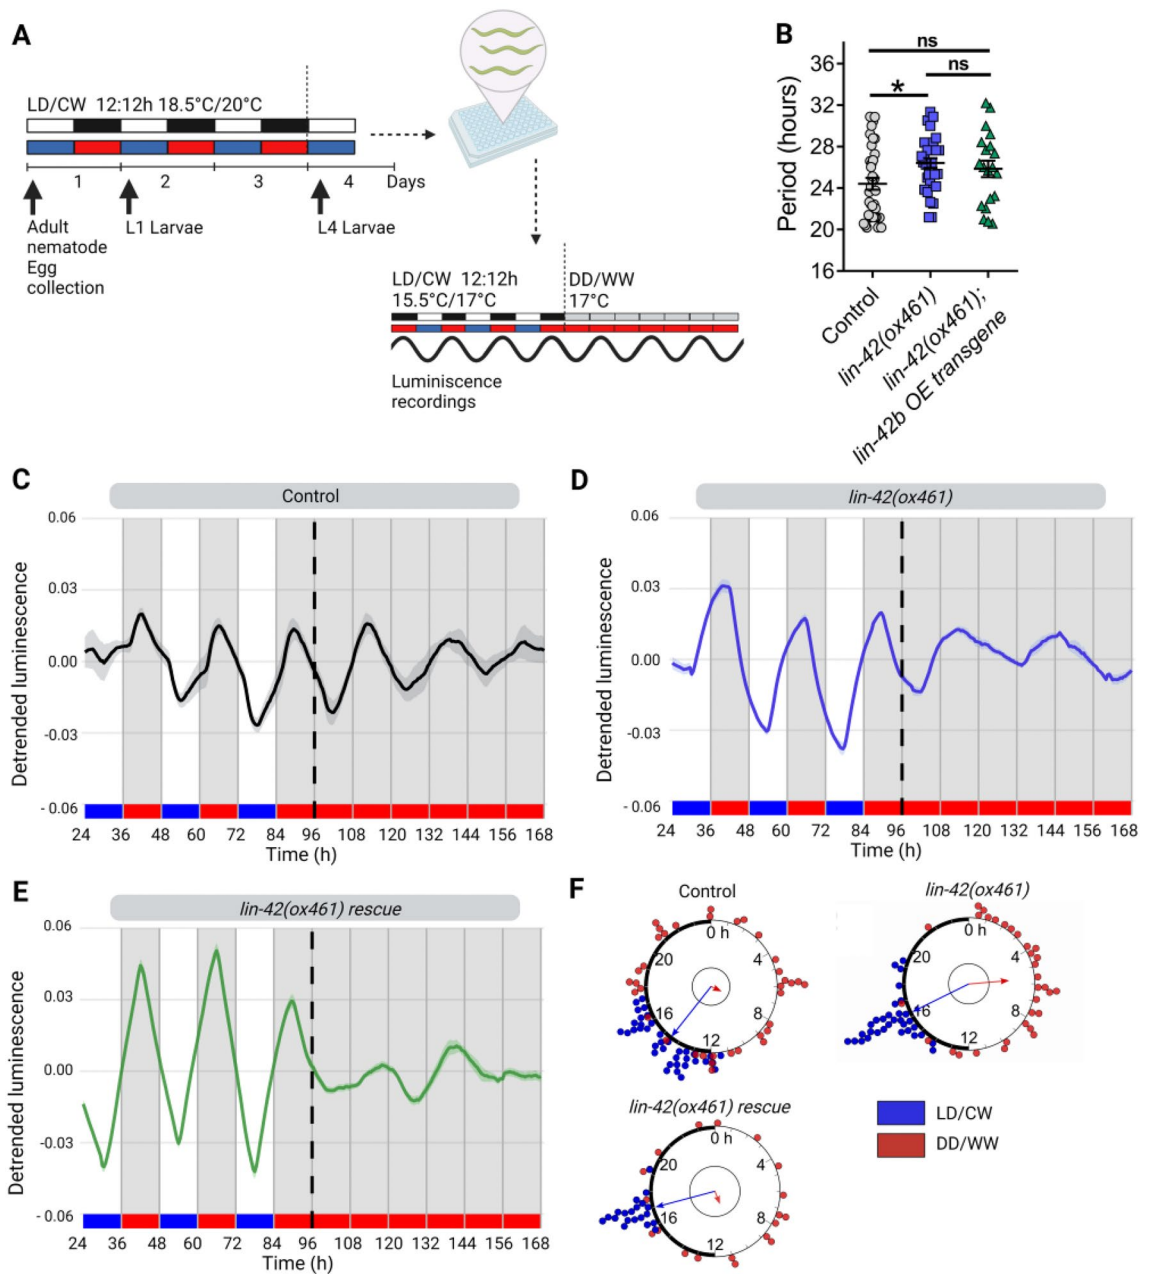 A
LD/CW 12:12h 18.5°C/20°C
1 2 3 4 Days
Adult
nematode
Egg
collection
L1 Larvae
L4 Larvae
LD/CW 12:12h
15.5°C/17°C
DD/WW
17°C
Luminiscence
recordings
B
Period (hours)
36
32
28
24
20
16
ns
ns
*
Control
lin-42(ox461)
lin-42(ox461);
lin-42b OE transgene
C
Control
Detrended luminescence
0.06
0.03
0.00
-0.03
- 0.06
24 36 48 60 72 84 96 108 120 132 144 156 168
Time (h)
D
lin-42(ox461)
Detrended luminescence
0.06
0.03
0.00
-0.03
- 0.06
24 36 48 60 72 84 96 108 120 132 144 156 168
Time (h)
E
lin-42(ox461) rescue
Detrended luminescence
0.06
0.03
0.00
-0.03
- 0.06
24 36 48 60 72 84 96 108 120 132 144 156 168
Time (h)
F
Control
0 h
4
8
12
16
20
lin-42(ox461)
0 h
4
8
12
16
20
lin-42(ox461) rescue
0 h
4
8
12
16
20
LD/CW
DD/WW